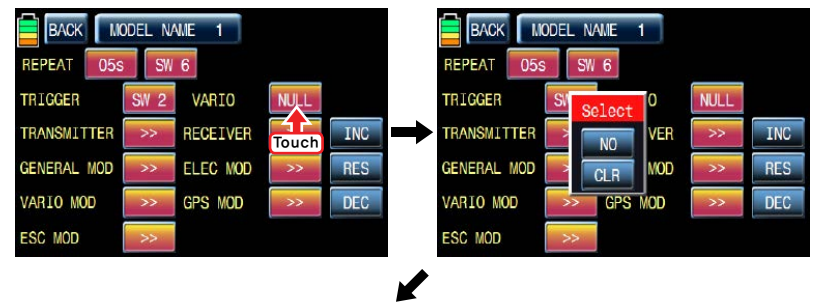 BACK MODEL NAME 1
REPEAT 05s SW 6
TRIGGER SW 2 VARIO NULL
TRANSMITTER >> RECEIVER INC
Touch
GENERAL MOD >> ELEC MOD >> RES
VARIO MOD >> GPS MOD >> DEC
ESC MOD >>
BACK MODEL NAME 1
REPEAT 05s SW 6
TRIGGER SW O NULL
Select
TRANSMITTER VER >> INC
NO
GENERAL MOD MOD >> RES
CLR
VARIO MOD >> GPS MOD >> DEC
ESC MOD >>